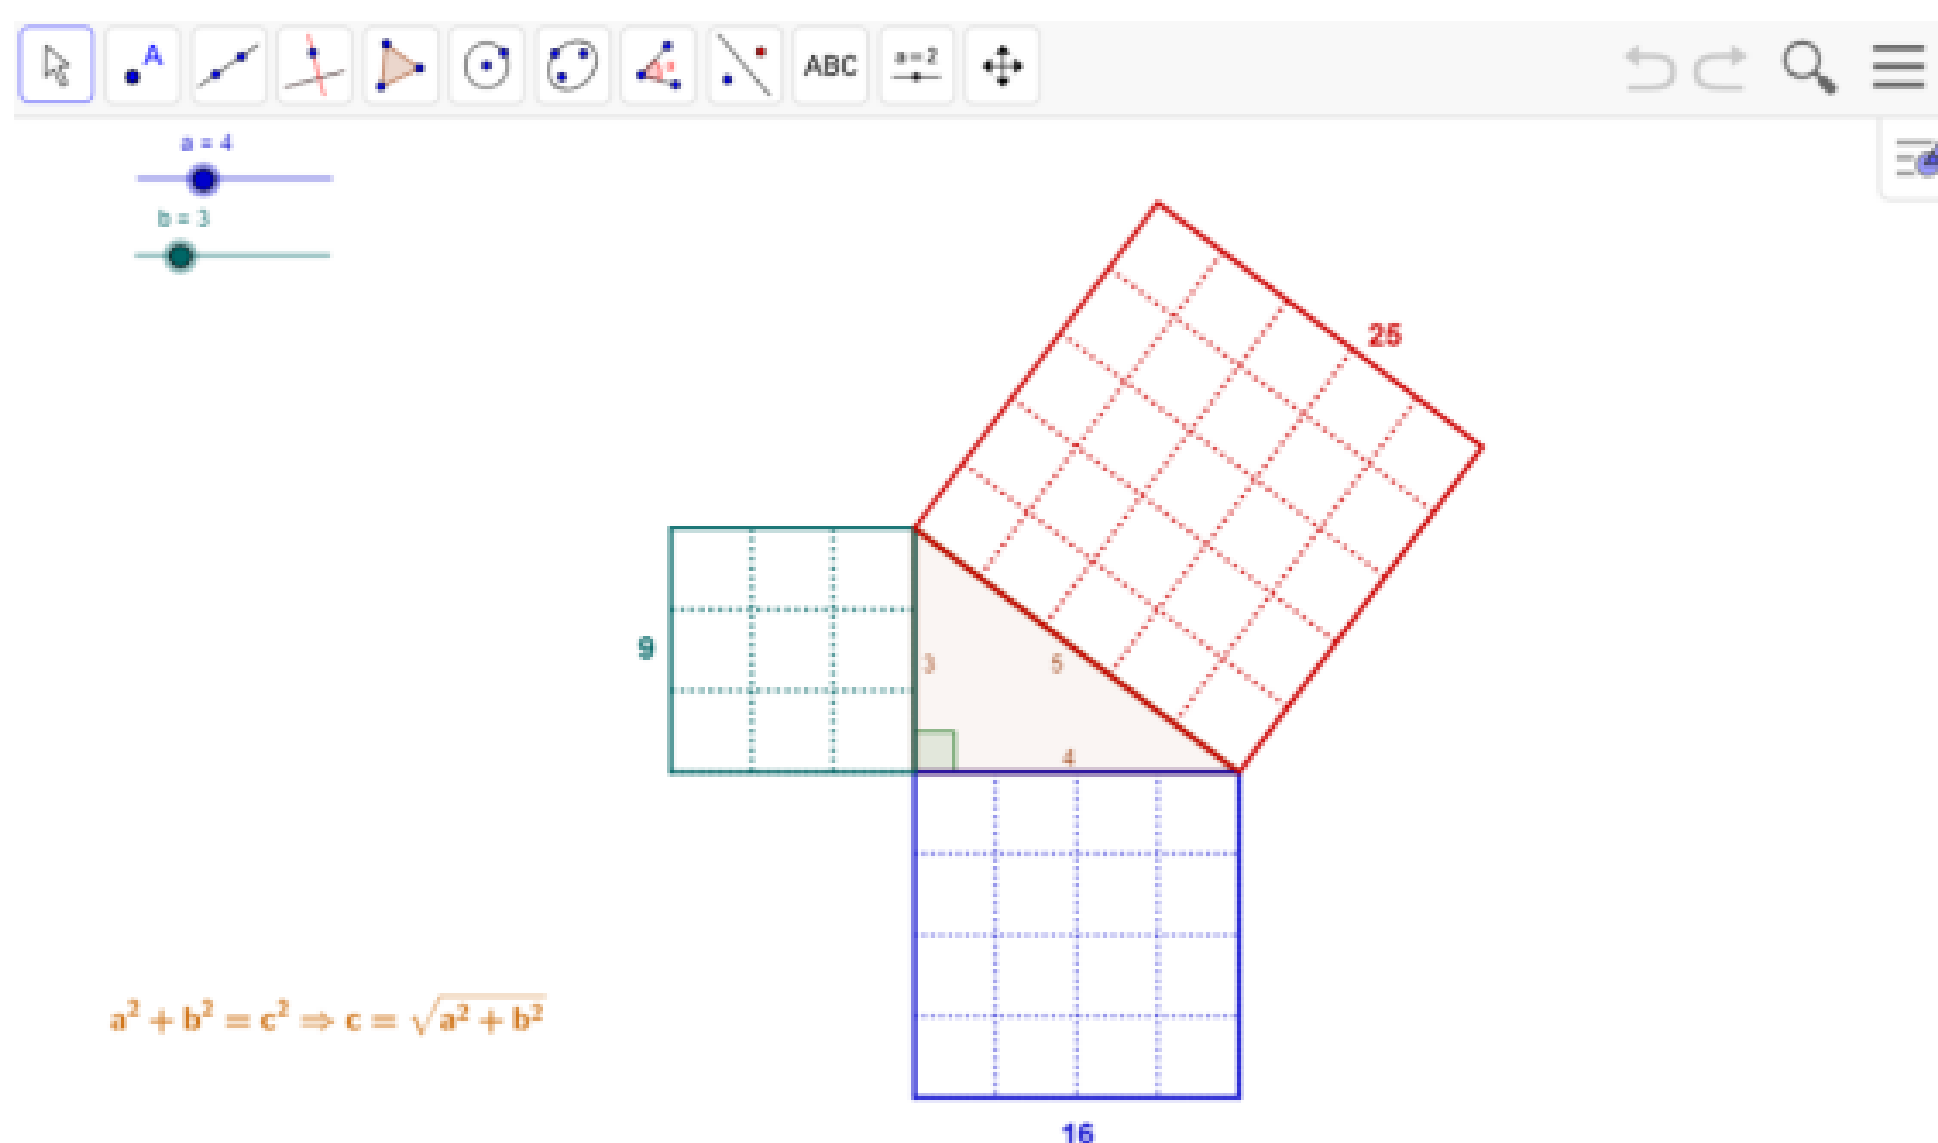 A
ABC
a = 2
a = 4
b = 3
25
9
3
5
4
a² + b² = c² ⇒ c = √a² + b²
16